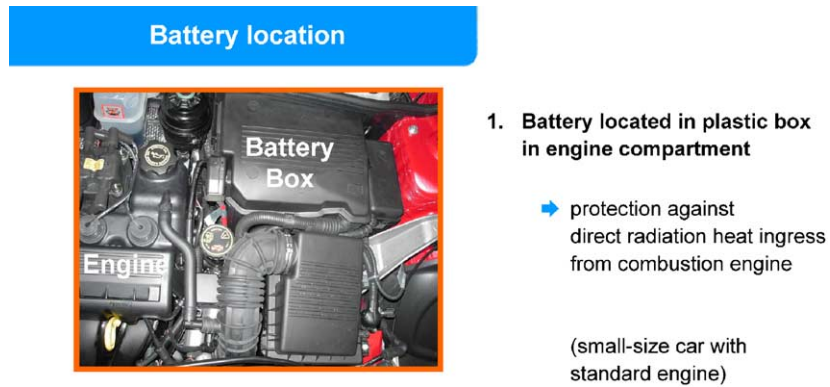 Battery location
Battery
Box
Engine
1. Battery located in plastic box
in engine compartment
protection against
direct radiation heat ingress
from combustion engine
(small-size car with
standard engine)